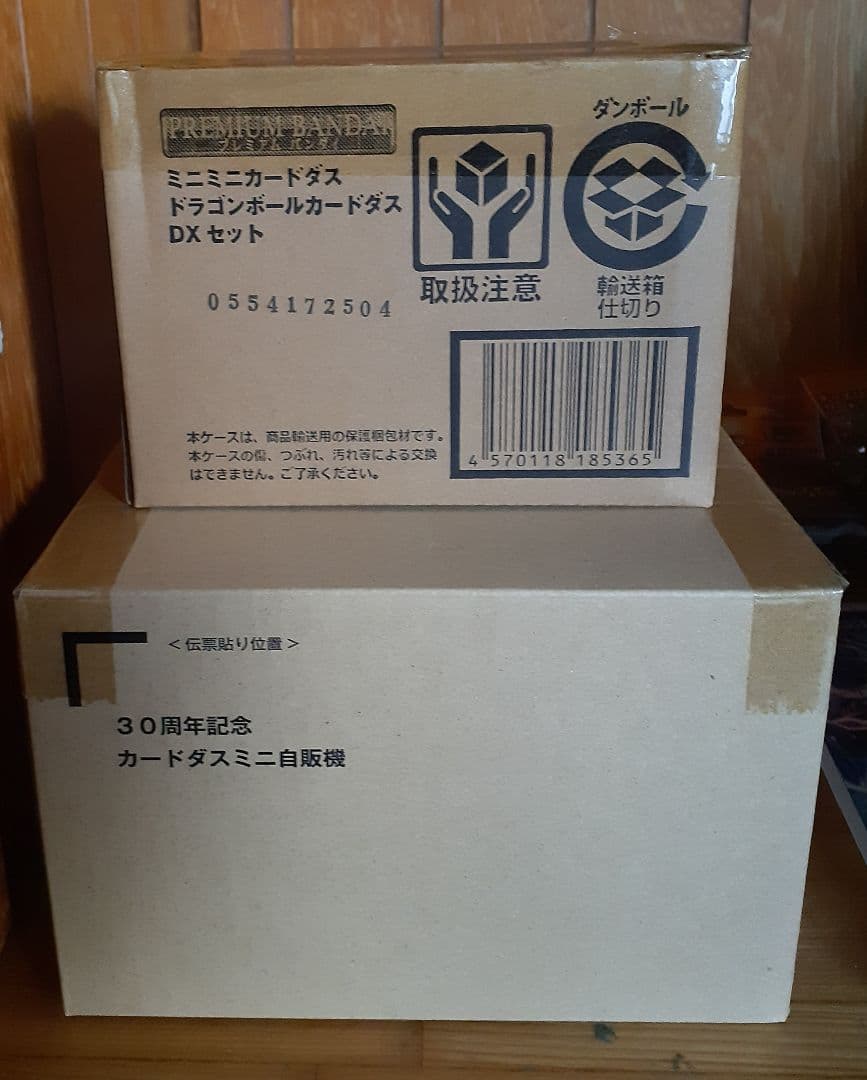 PREMIUM BANDAI
プレミアム バンダイ
ミニミニカードダス
ドラゴンボールカードダス
DX セット
0554172504
取扱注意
ダンボール
輸送箱
仕切り
本ケースは、商品輸送用の保護梱包材です。
本ケースの傷、つぶれ、汚れ等による交換
はできません。ご了承ください。
4 570118 185365
＜伝票貼り位置＞
３０周年記念
カードダスミニ自販機